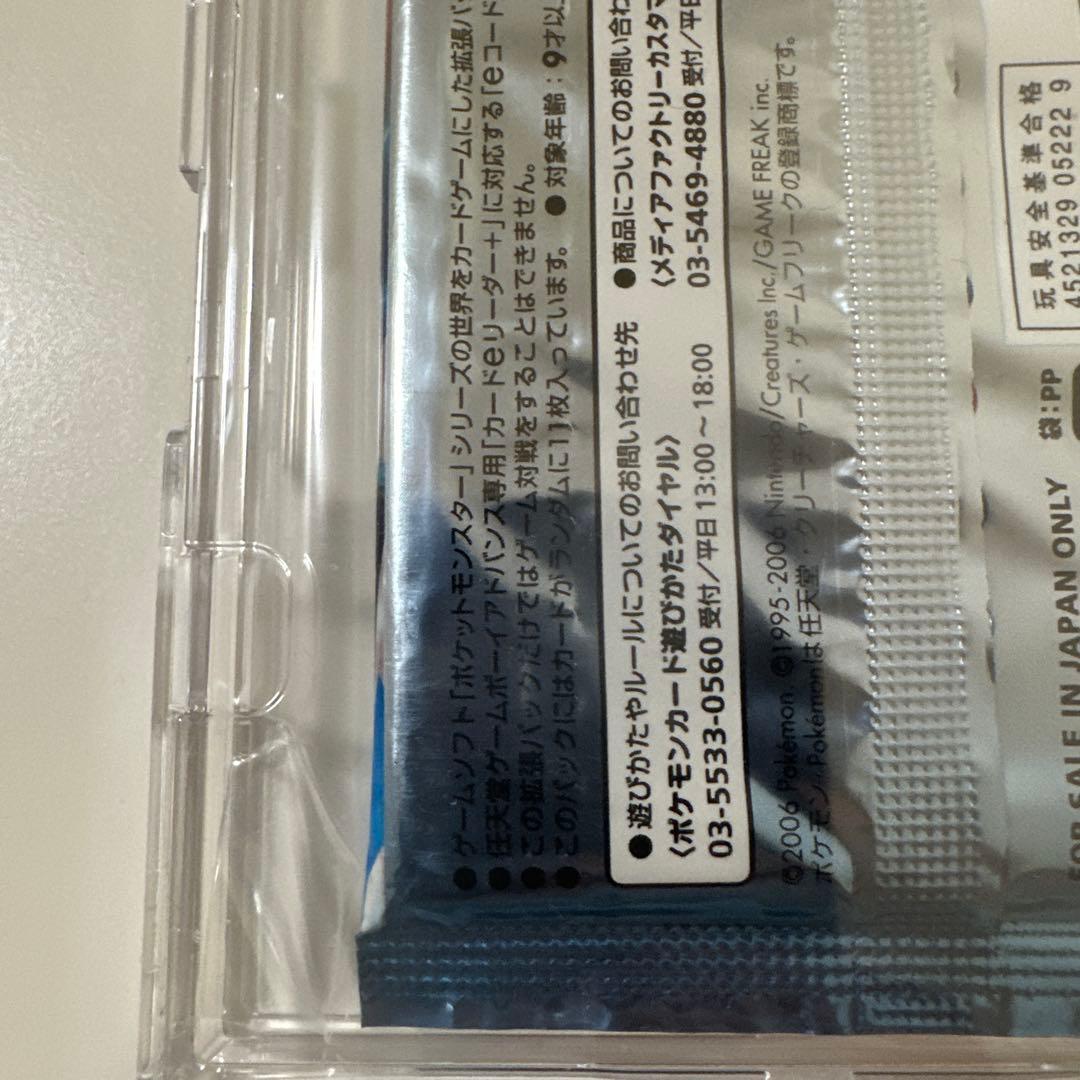 ●ゲームソフト「ポケットモンスター」シリーズの世界をカードゲームにした拡張パッ
●任天堂ゲームボーイアドバンス専用「カードeリーダー+」に対応する「eコード
●この拡張パックだけではゲーム対戦をすることはできません。
●このパックにはカードがランダムに11枚入っています。 ●対象年齢：9才以
●遊びかたやルールについてのお問い合わせ先
〈ポケモンカード遊びかたダイヤル〉
03-5533-0560 受付／平日13:00～18:00
●商品についてのお問い合わ
〈メディアファクトリーカスタマ
03-5469-4880 受付／平日
©2006 Pokémon. ©1995-2006 Nintendo/Creatures Inc./GAME FREAK inc.
ポケモン・Pokémonは任天堂・クリーチャーズ・ゲームフリークの登録商標です。
玩具安全基準合格
4521329 05222 9
袋：PP
FOR SALE IN JAPAN ONLY